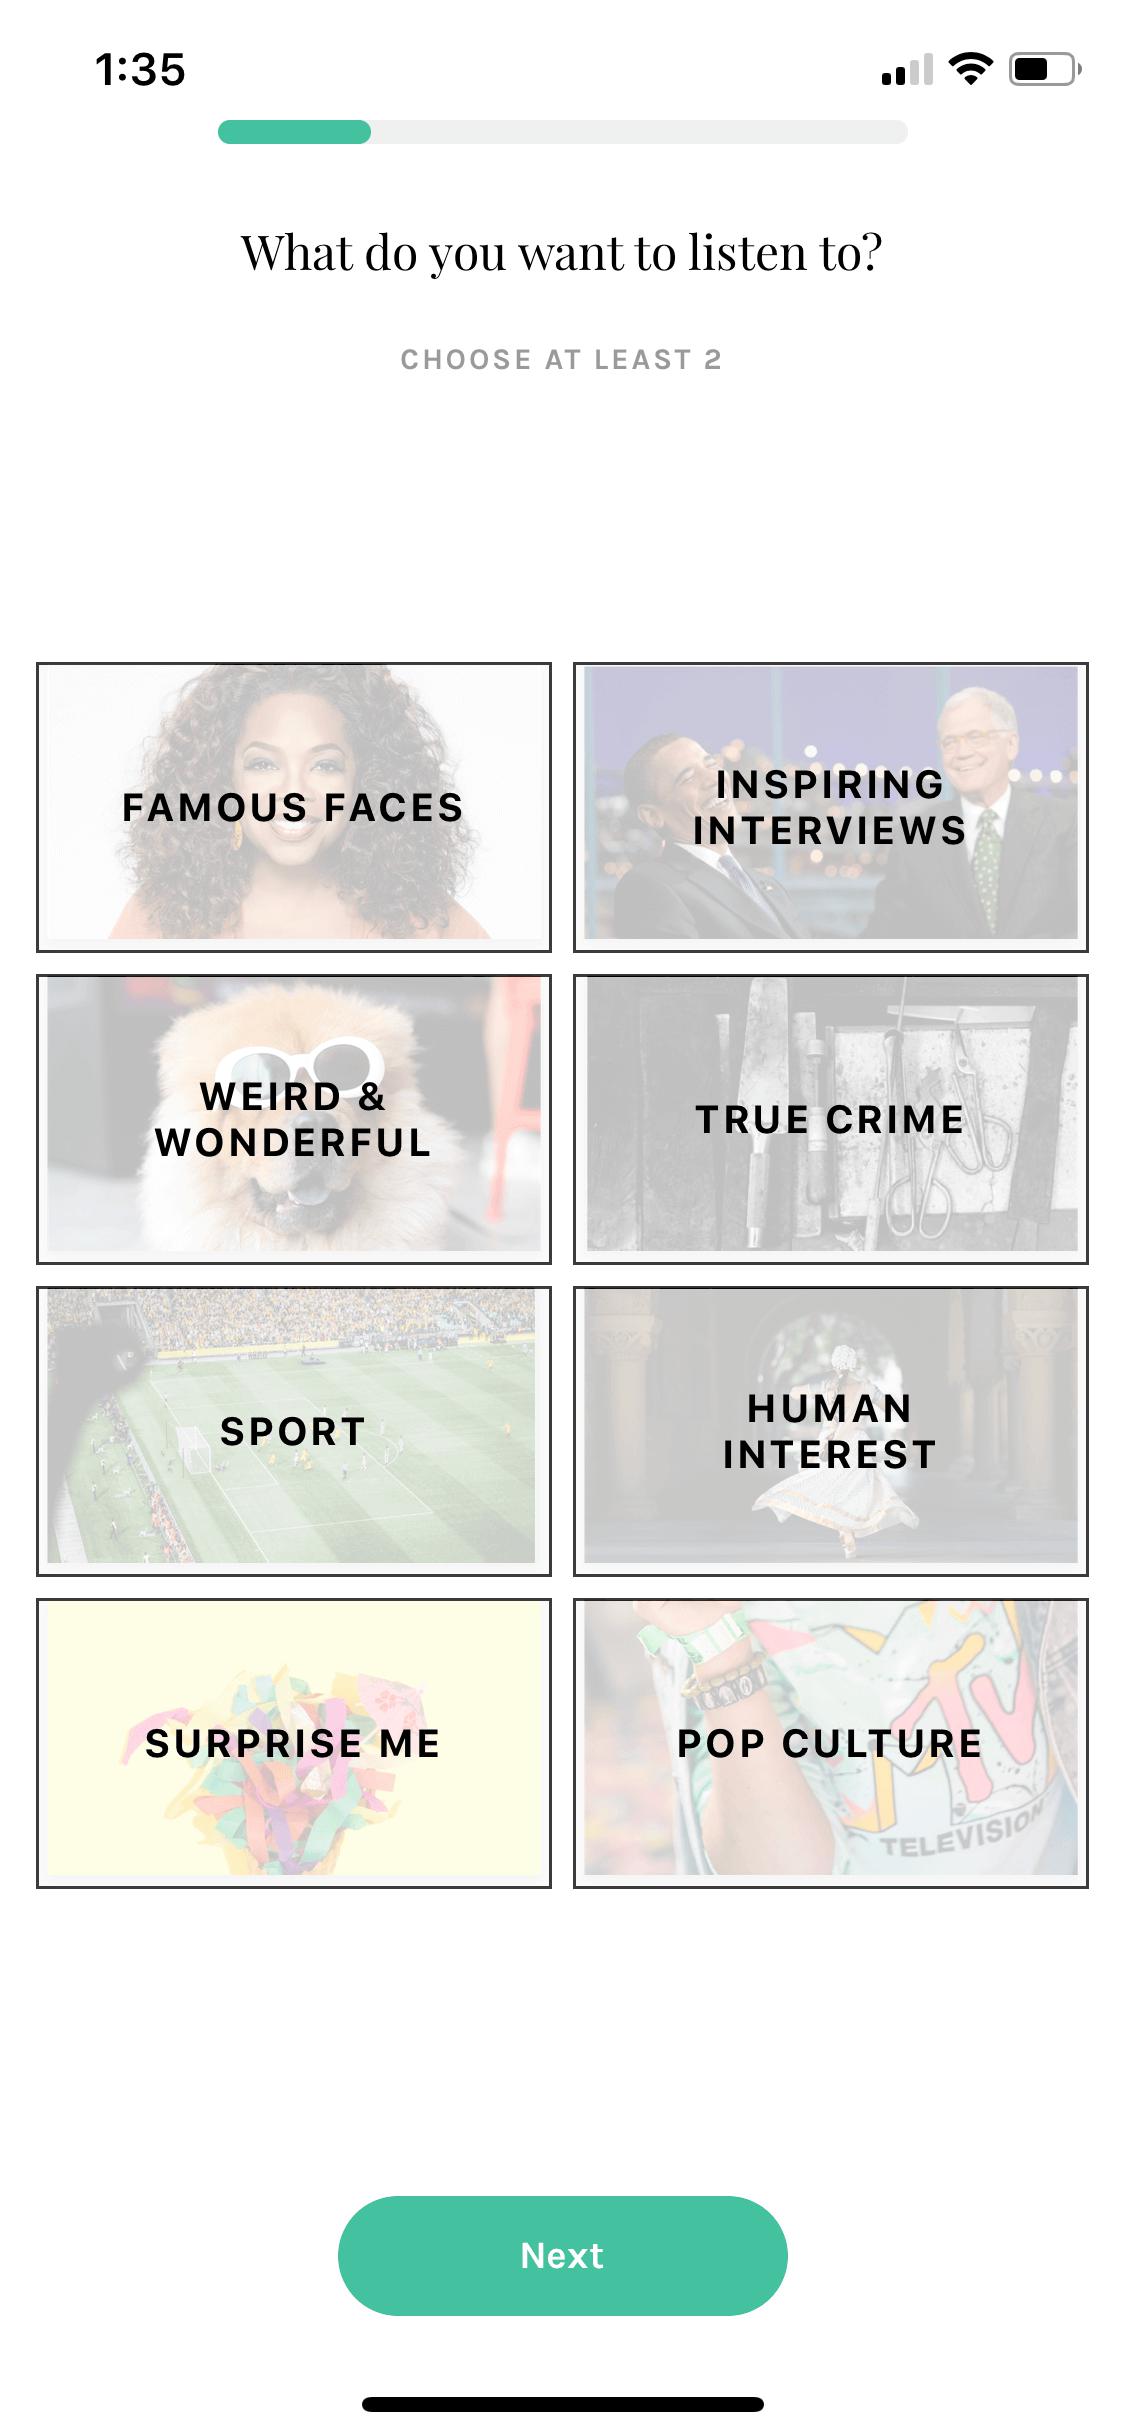 1:35
What do you want to listen to?
CHOOSE AT LEAST 2
FAMOUS FACES
INSPIRING
INTERVIEWS
WEIRD &
WONDERFUL
TRUE CRIME
SPORT
HUMAN
INTEREST
SURPRISE ME
POP CULTURE
MTV
TELEVISION
Next